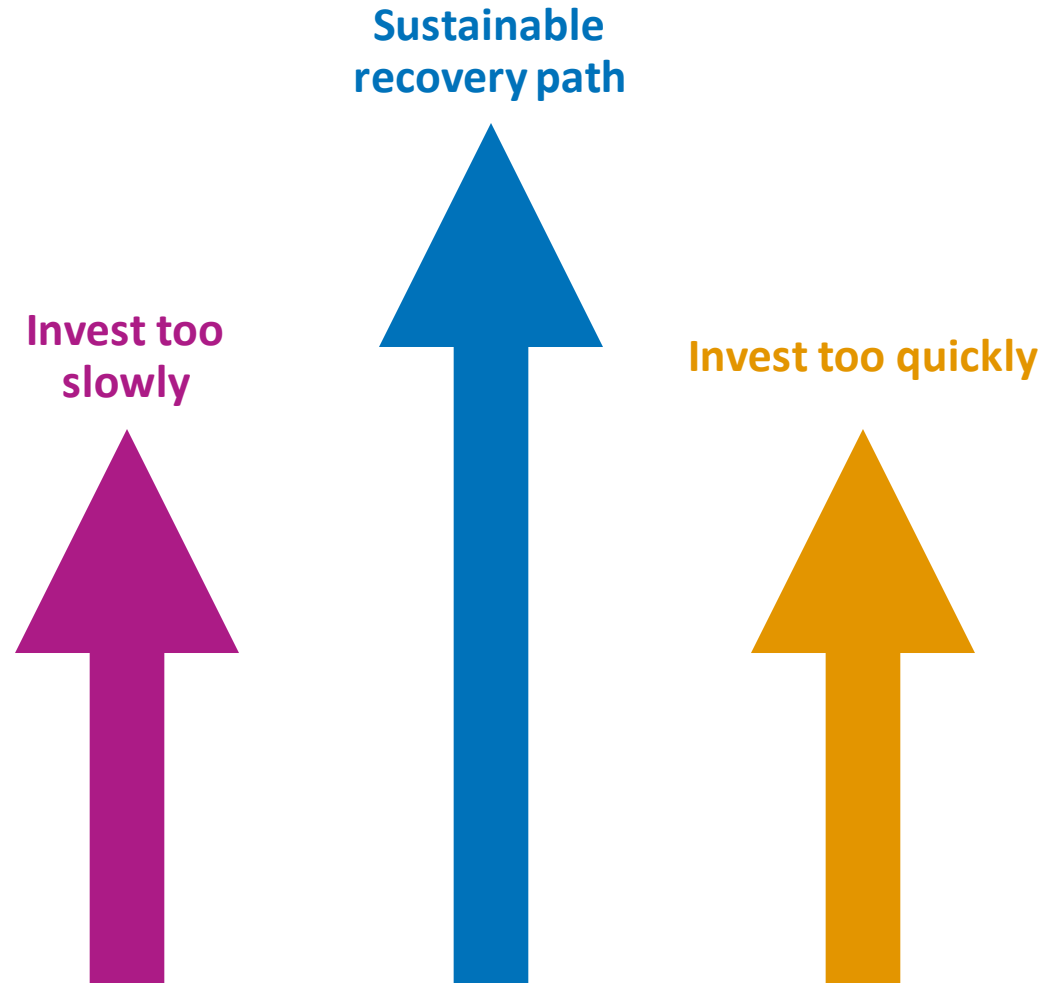 Sustainable
recovery path
Invest too
slowly
Invest too quickly